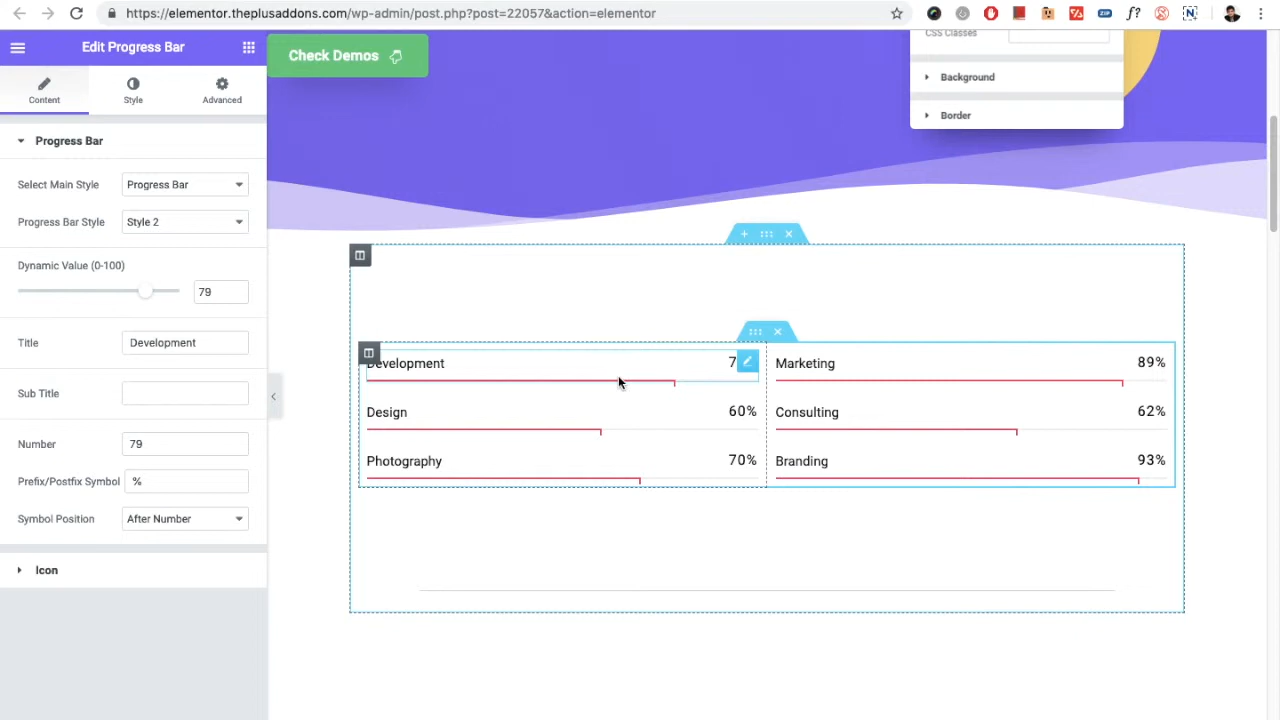 https://elementor.theplusaddons.com/wp-admin/post.php?post=22057&action=elementor
Edit Progress Bar
Content
Style
Advanced
Progress Bar
Select Main Style
Progress Bar
Progress Bar Style
Style 2
Dynamic Value (0-100)
79
Title
Development
Sub Title
Number
79
Prefix/Postfix Symbol
%
Symbol Position
After Number
Icon
Check Demos
CSS Classes
Background
Border
Development
7
Design
60%
Photography
70%
Marketing
89%
Consulting
62%
Branding
93%